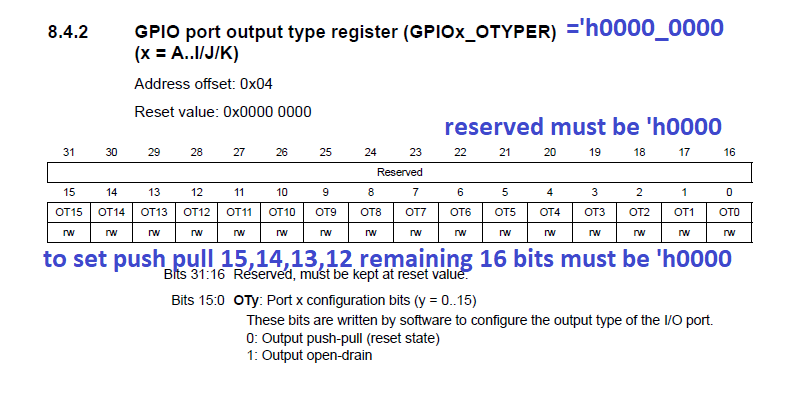 8.4.2 GPIO port output type register (GPIOx_OTYPER) ='h0000_0000
(x = A..I/J/K)
Address offset: 0x04
Reset value: 0x0000 0000
reserved must be 'h0000
31 30 29 28 27 26 25 24 23 22 21 20 19 18 17 16
Reserved
15 14 13 12 11 10 9 8 7 6 5 4 3 2 1 0
OT15 OT14 OT13 OT12 OT11 OT10 OT9 OT8 OT7 OT6 OT5 OT4 OT3 OT2 OT1 OT0
rw rw rw rw rw rw rw rw rw rw rw rw rw rw rw rw
to set push pull 15,14,13,12 remaining 16 bits must be 'h0000
Bits 31:16 Reserved, must be kept at reset value.
Bits 15:0 OTy: Port x configuration bits (y = 0..15)
These bits are written by software to configure the output type of the I/O port.
0: Output push-pull (reset state)
1: Output open-drain